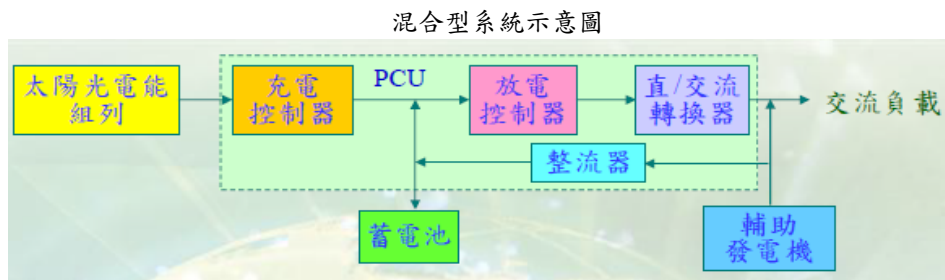 混合型系統示意圖
太陽光電能
組列
充電
控制器
PCU
放電
控制器
直/交流
轉換器
交流負載
整流器
蓄電池
輔助
發電機